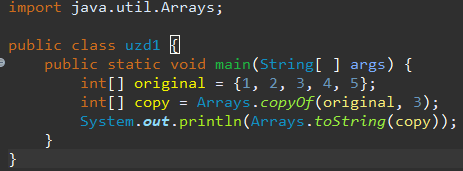 import java.util.Arrays;
public class uzd1 {
public static void main(String[ ] args) {
int[] original = {1, 2, 3, 4, 5};
int[] copy = Arrays.copyOf(original, 3);
System.out.println(Arrays.toString(copy));
}
}